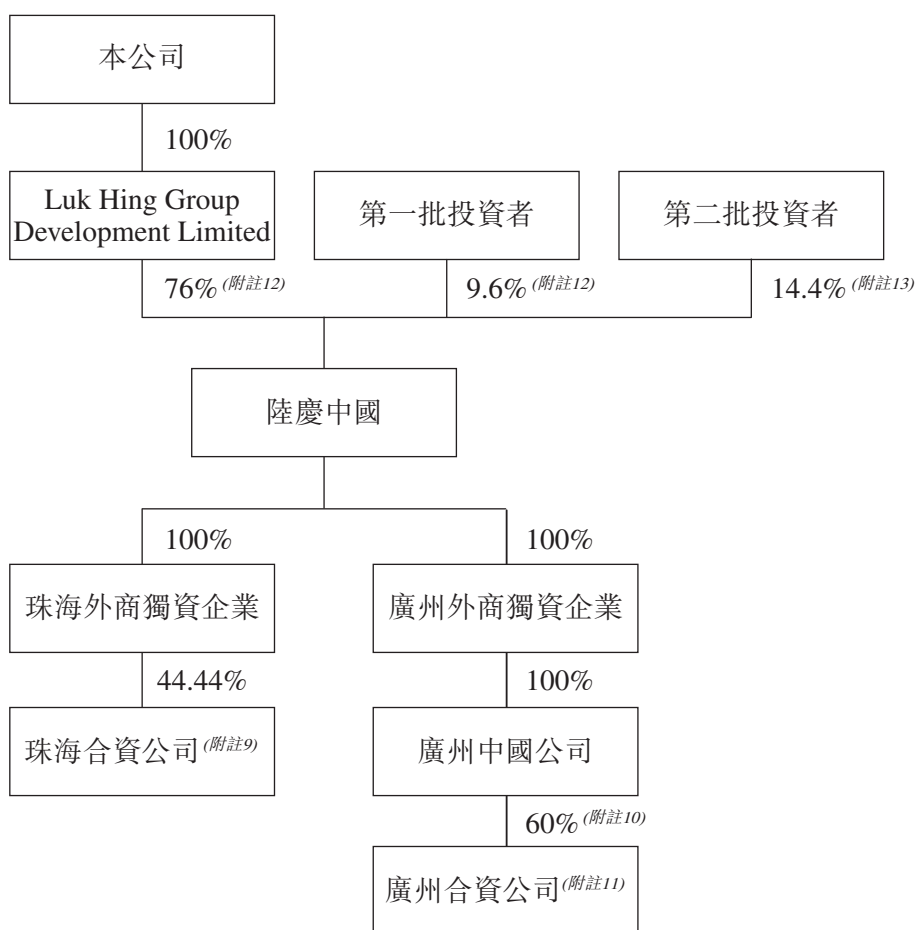 本公司
100%
Luk Hing Group
Development Limited
第一批投資者
第二批投資者
76% (附註12)
9.6% (附註12)
14.4% (附註13)
陸慶中國
100%
100%
珠海外商獨資企業
廣州外商獨資企業
44.44%
100%
珠海合資公司(附註9)
廣州中國公司
60% (附註10)
廣州合資公司(附註11)